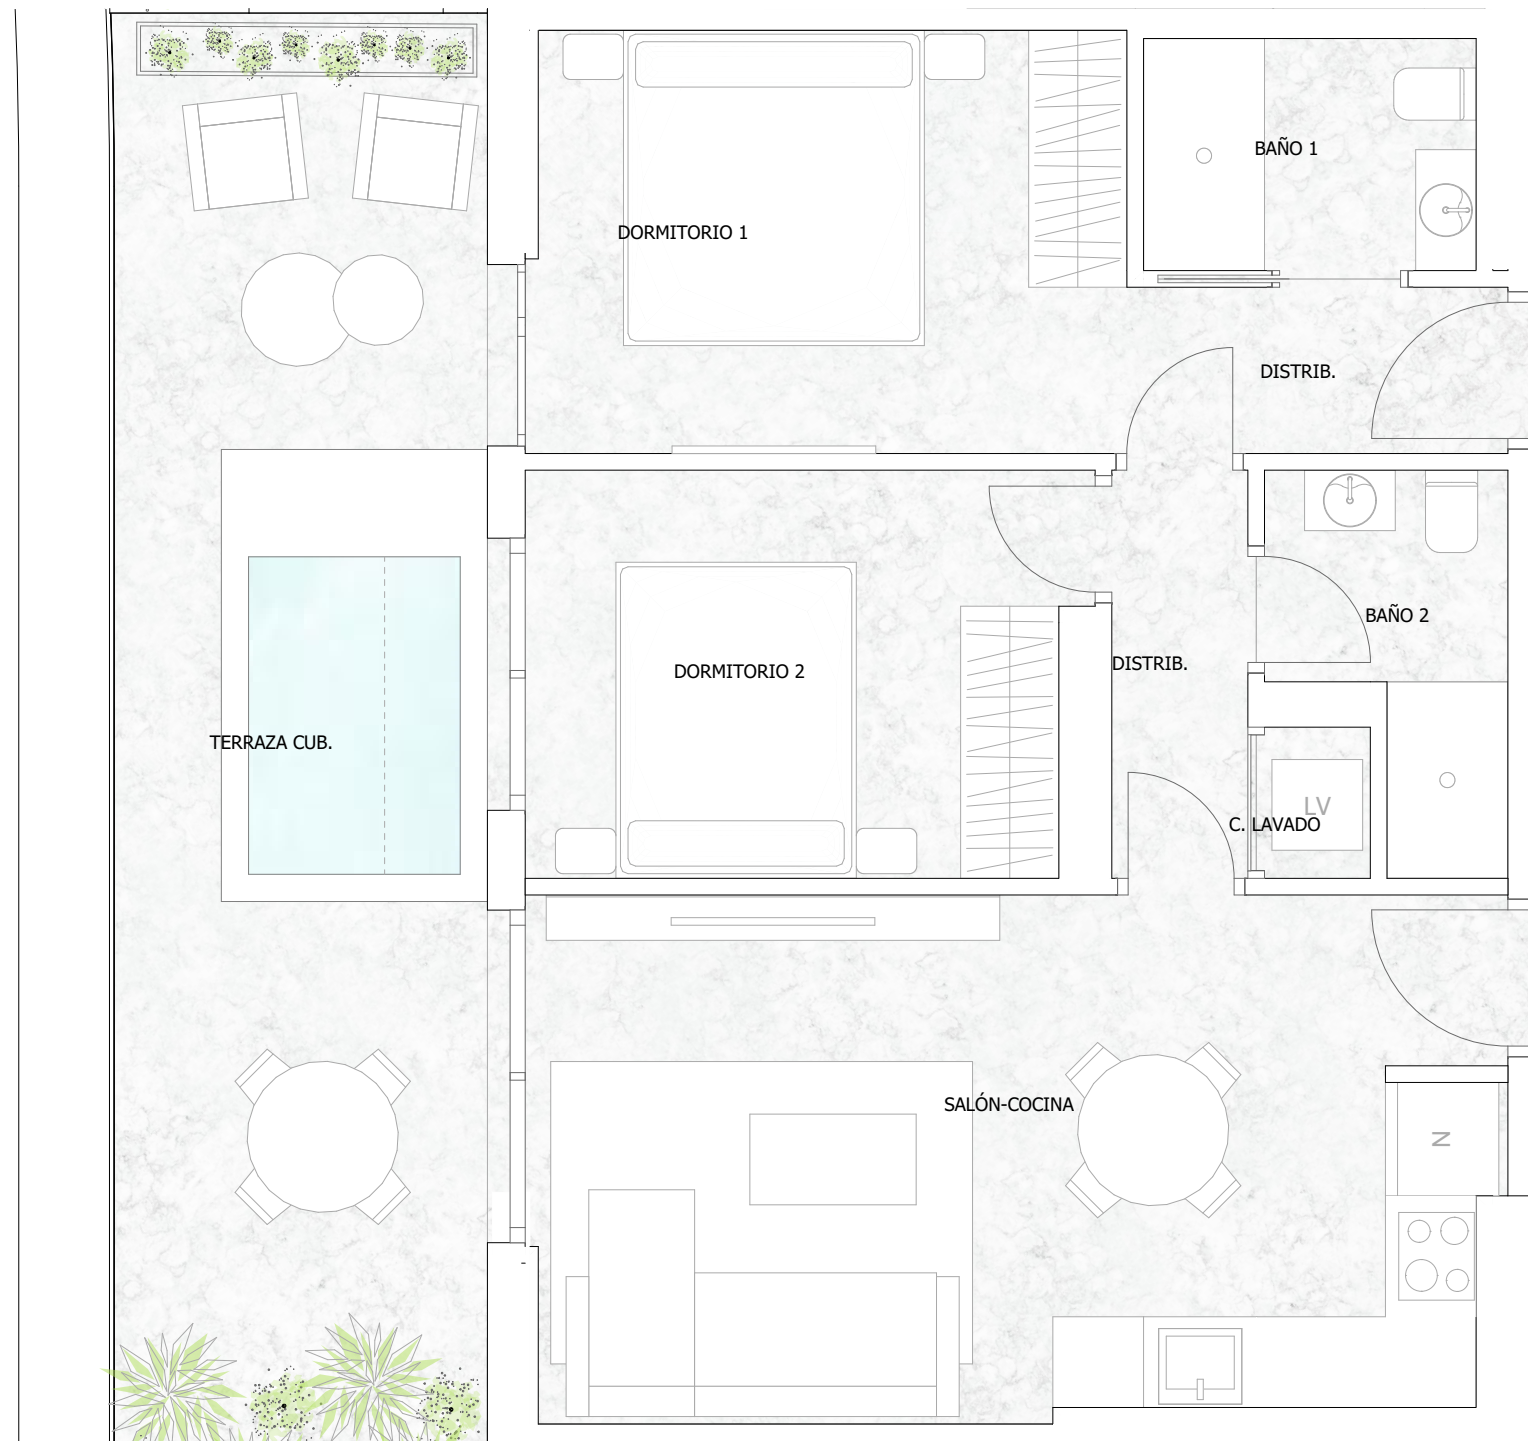 BAÑO 1
DORMITORIO 1
DISTRIB.
BAÑO 2
DISTRIB.
DORMITORIO 2
TERRAZA CUB.
LV
C. LAVADO
SALÓN-COCINA
N